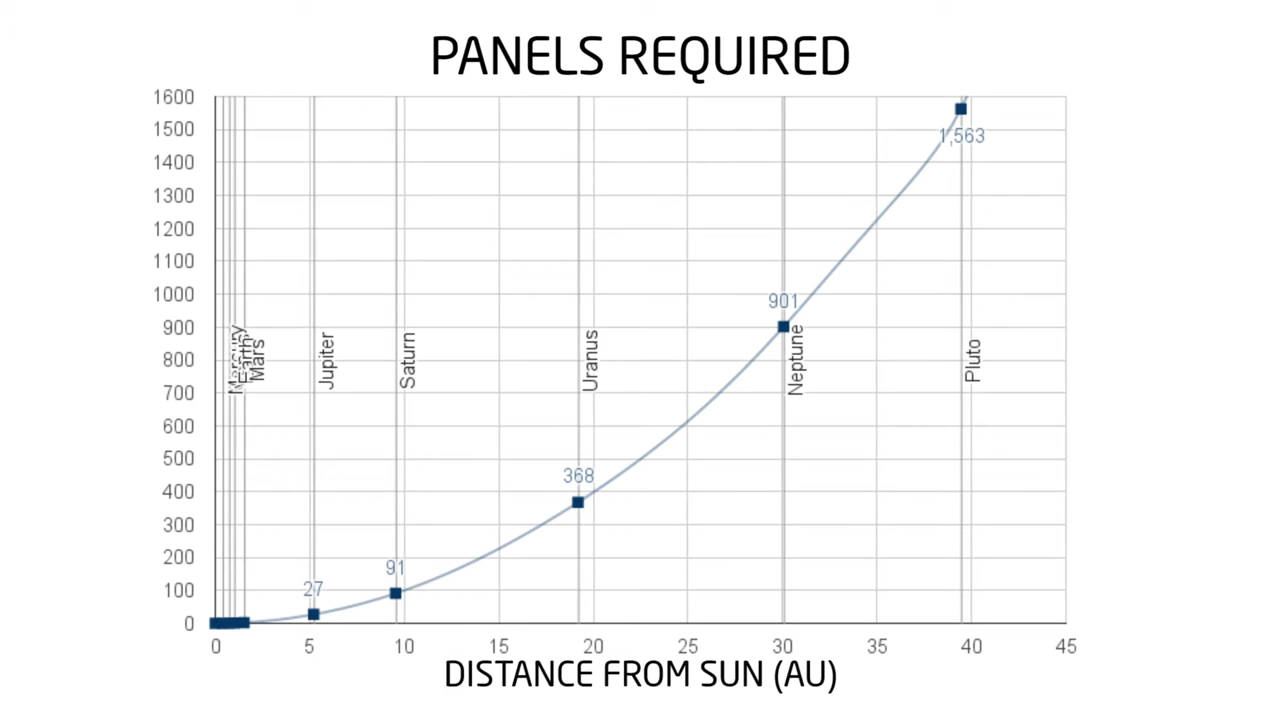 PANELS REQUIRED
1600
1500
1400
1300
1200
1100
1000
900
800
700
600
500
400
300
200
100
0
1,563
901
368
91
27
Mercury
Earth
Mars
Jupiter
Saturn
Uranus
Neptune
Pluto
0 5 10 15 20 25 30 35 40 45
DISTANCE FROM SUN (AU)